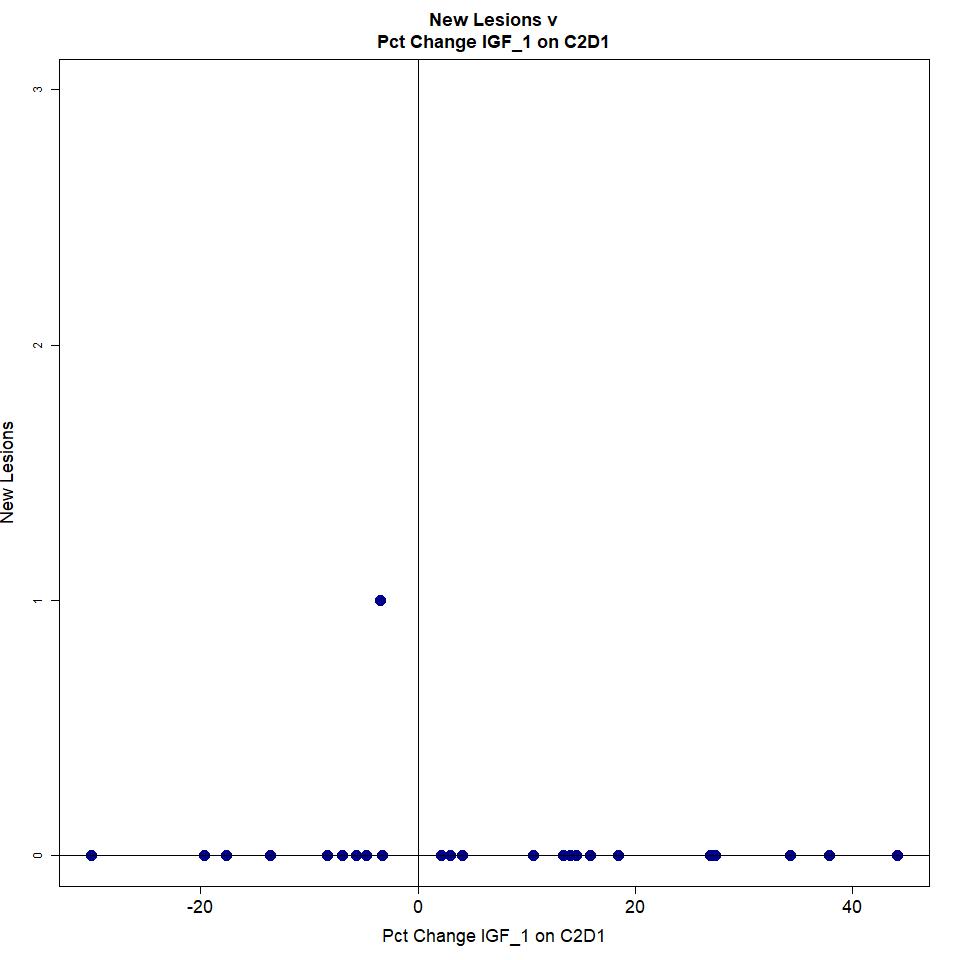 New Lesions v
Pct Change IGF_1 on C2D1
3
2
1
0
New Lesions
-20 0 20 40
Pct Change IGF_1 on C2D1